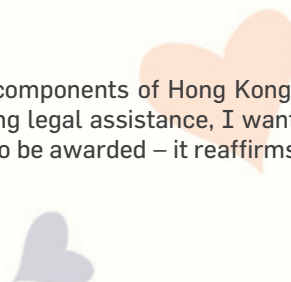 components of Hong Kong
ng legal assistance, I want
o be awarded – it reaffirms